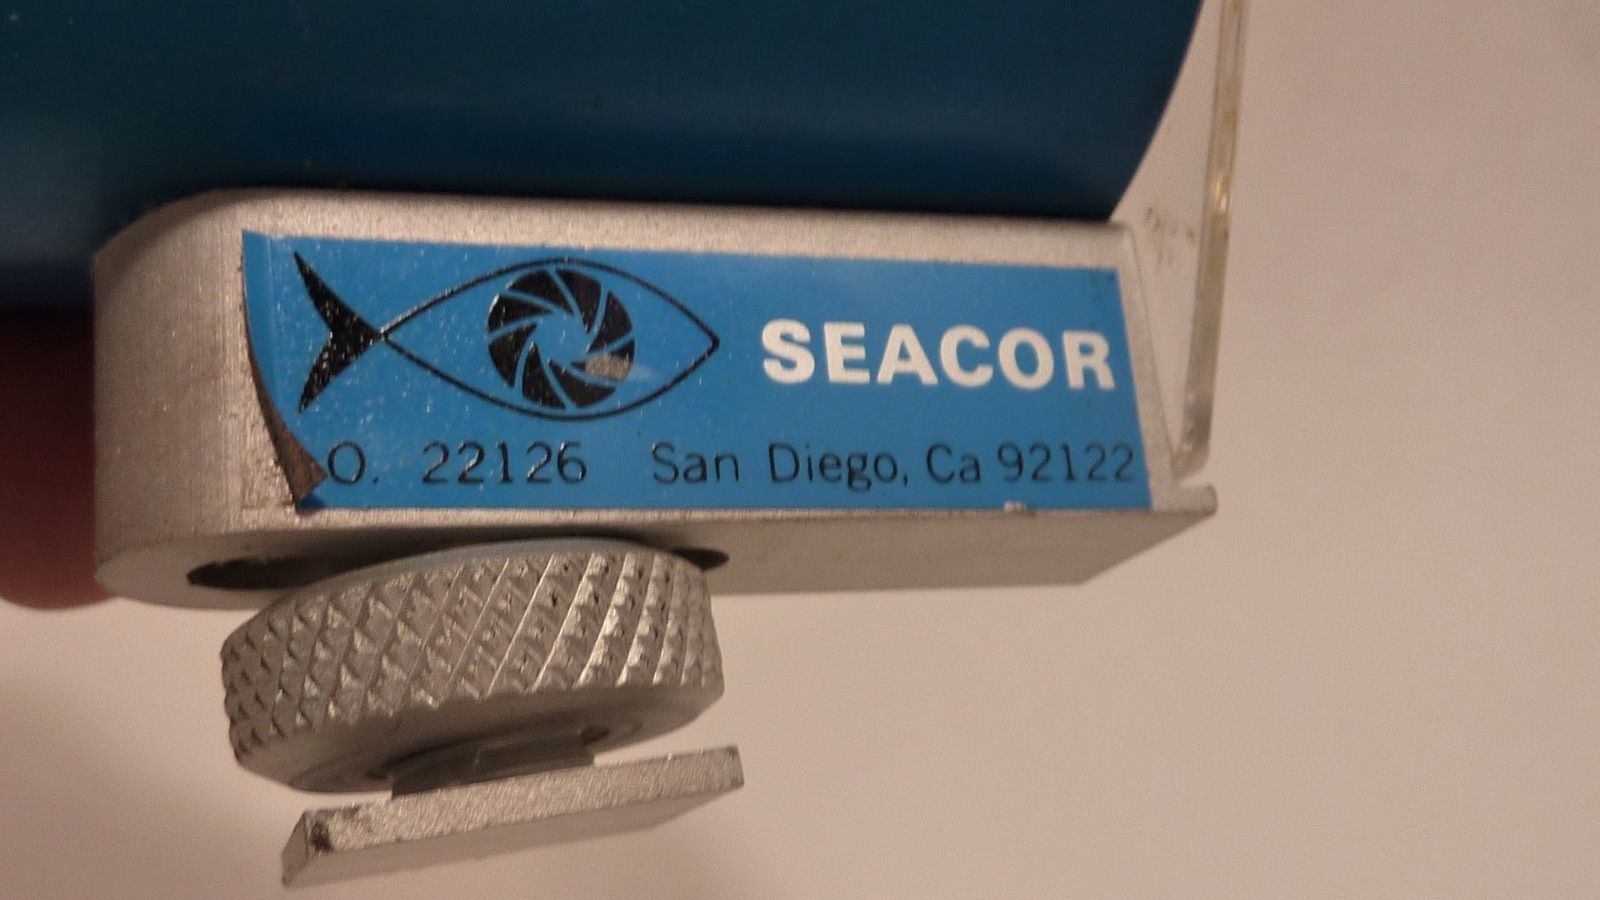 SEACOR
O. 22126 San Diego, Ca 92122